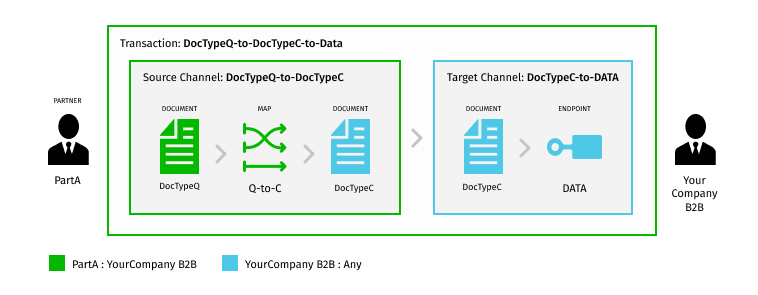 Transaction: DocTypeQ-to-DocTypeC-to-Data
Source Channel: DocTypeQ-to-DocTypeC
Target Channel: DocTypeC-to-DATA
PARTNER
PartA
DOCUMENT
DocTypeQ
MAP
Q-to-C
DOCUMENT
DocTypeC
DOCUMENT
DocTypeC
ENDPOINT
DATA
Your
Company
B2B
PartA : YourCompany B2B
YourCompany B2B : Any